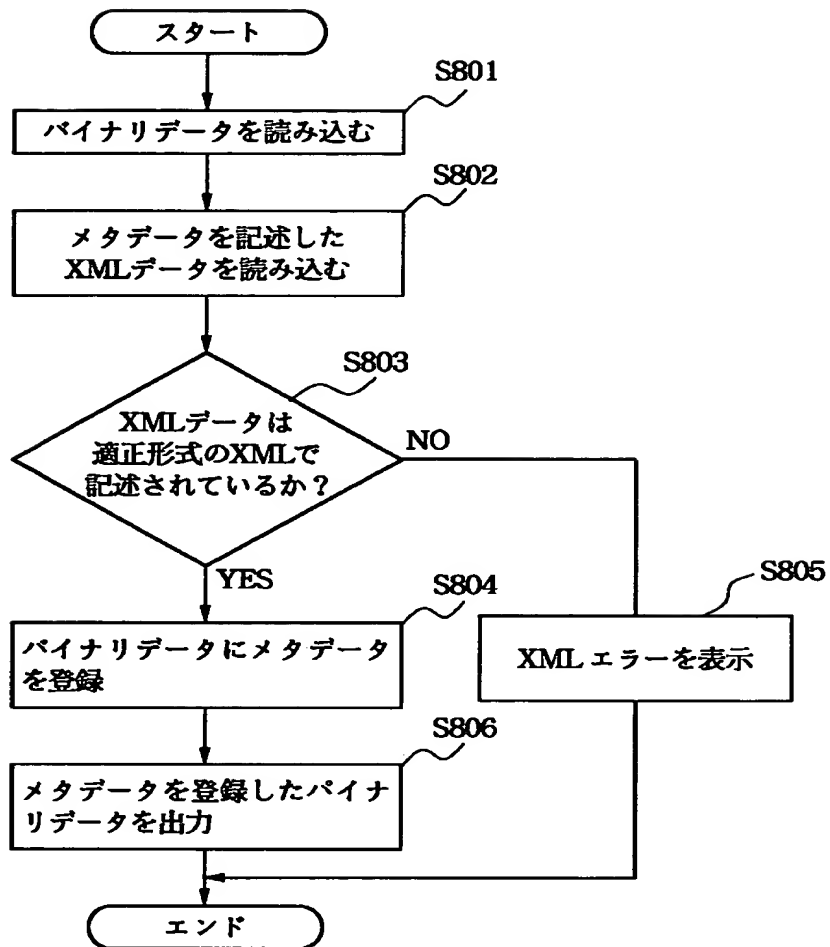 スタート
S801
バイナリデータを読み込む
S802
メタデータを記述した
XMLデータを読み込む
S803
XMLデータは
適正形式のXMLで
記述されているか？
NO
YES
S804
バイナリデータにメタデータ
を登録
S805
XMLエラーを表示
S806
メタデータを登録したバイナ
リデータを出力
エンド